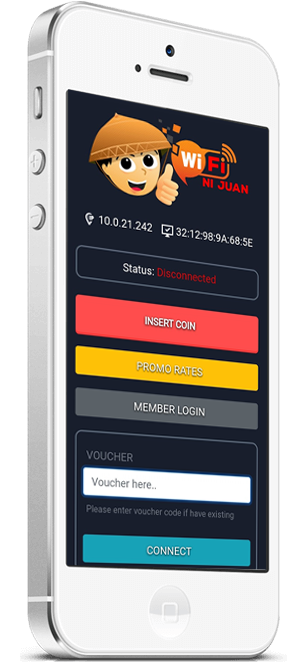 WiFi
NI JUAN
10.0.21.242 32:12:98:9A:68:5E
Status: Disconnected
INSERT COIN
PROMO RATES
MEMBER LOGIN
VOUCHER
Voucher here..
Please enter voucher code if have existing
CONNECT